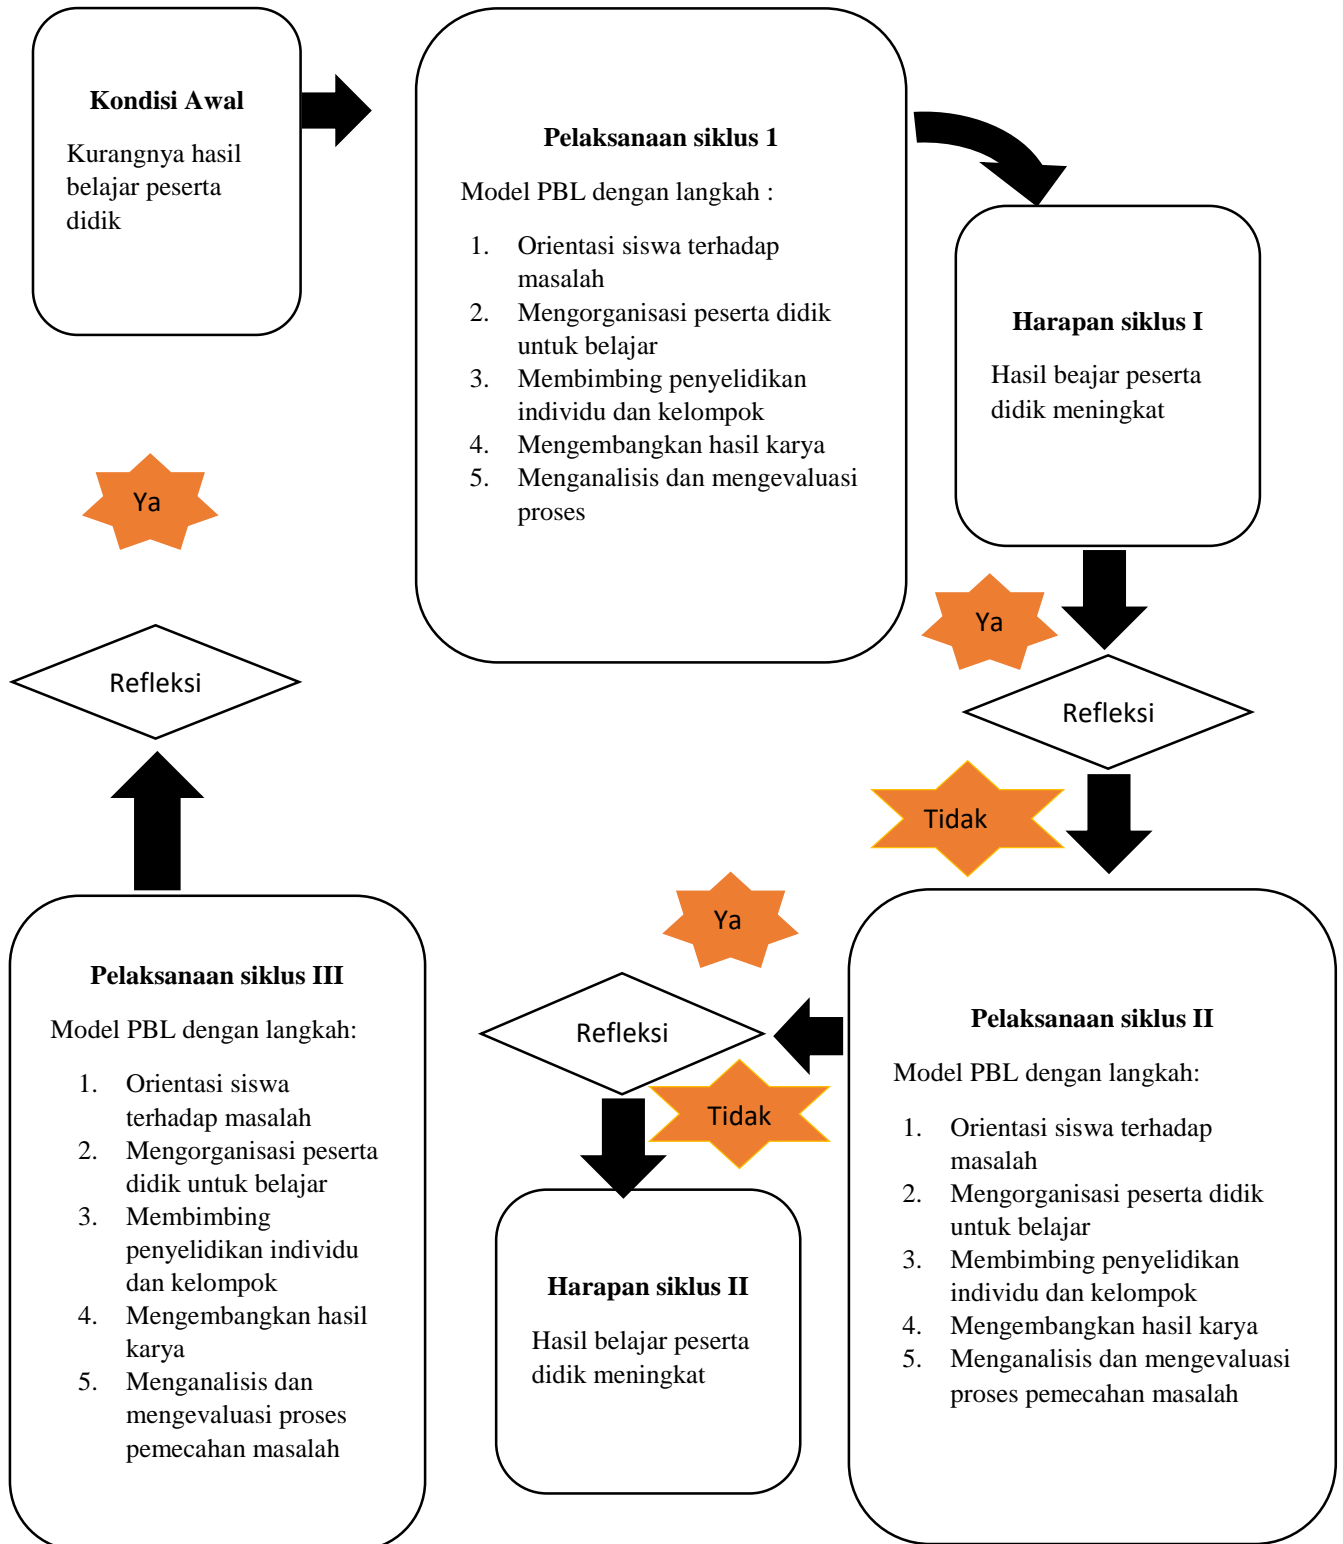 Kondisi Awal
Kurangnya hasil
belajar peserta
didik
Pelaksanaan siklus 1
Model PBL dengan langkah :
1. Orientasi siswa terhadap
masalah
2. Mengorganisasi peserta didik
untuk belajar
3. Membimbing penyelidikan
individu dan kelompok
4. Mengembangkan hasil karya
5. Menganalisis dan mengevaluasi
proses
Harapan siklus I
Hasil beajar peserta
didik meningkat
Ya
Refleksi
Tidak
Pelaksanaan siklus II
Model PBL dengan langkah:
1. Orientasi siswa terhadap
masalah
2. Mengorganisasi peserta didik
untuk belajar
3. Membimbing penyelidikan
individu dan kelompok
4. Mengembangkan hasil karya
5. Menganalisis dan mengevaluasi
proses pemecahan masalah
Ya
Refleksi
Tidak
Harapan siklus II
Hasil belajar peserta
didik meningkat
Pelaksanaan siklus III
Model PBL dengan langkah:
1. Orientasi siswa
terhadap masalah
2. Mengorganisasi peserta
didik untuk belajar
3. Membimbing
penyelidikan individu
dan kelompok
4. Mengembangkan hasil
karya
5. Menganalisis dan
mengevaluasi proses
pemecahan masalah
Refleksi
Ya